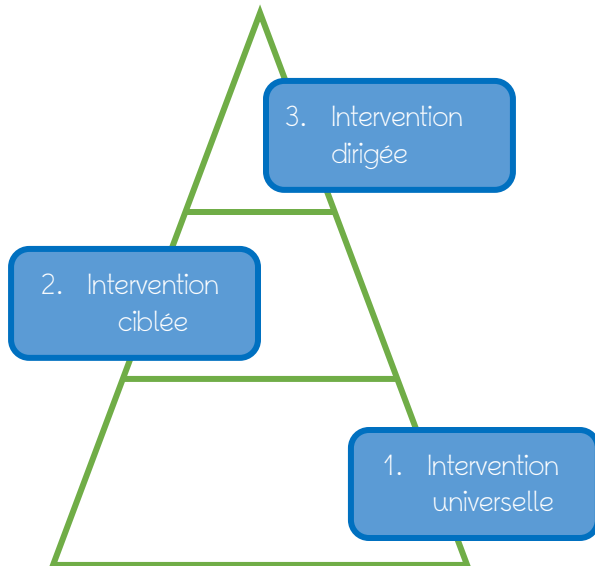 3. Intervention
dirigée
2. Intervention
ciblée
1. Intervention
universelle